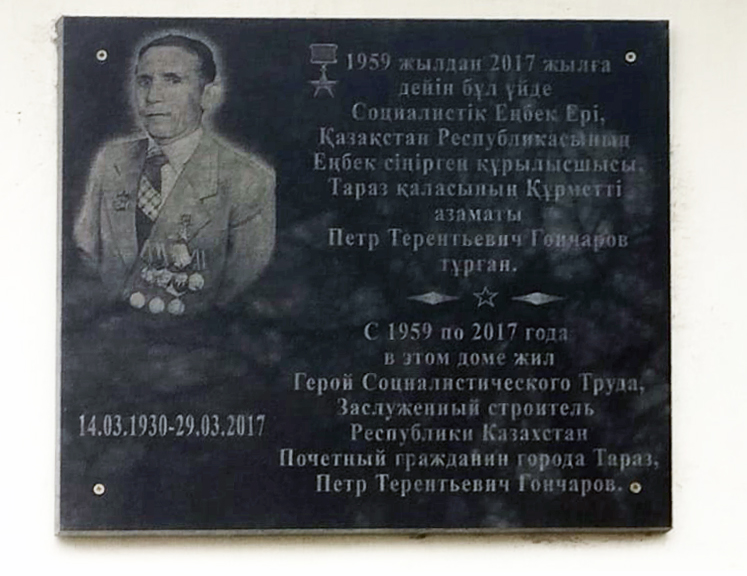 1959 жылдан 2017 жылға
дейін бұл үйде
Социалистік Еңбек Ері,
Қазақстан Республикасының
Еңбек сіңірген құрылысшысы,
Тараз қаласының Құрметті
азаматы
Петр Терентьевич Гончаров
тұрған.
С 1959 по 2017 года
в этом доме жил
Герой Социалистического Труда,
Заслуженный строитель
Республики Казахстан
Почетный гражданин города Тараз,
Петр Терентьевич Гончаров.
14.03.1930-29.03.2017